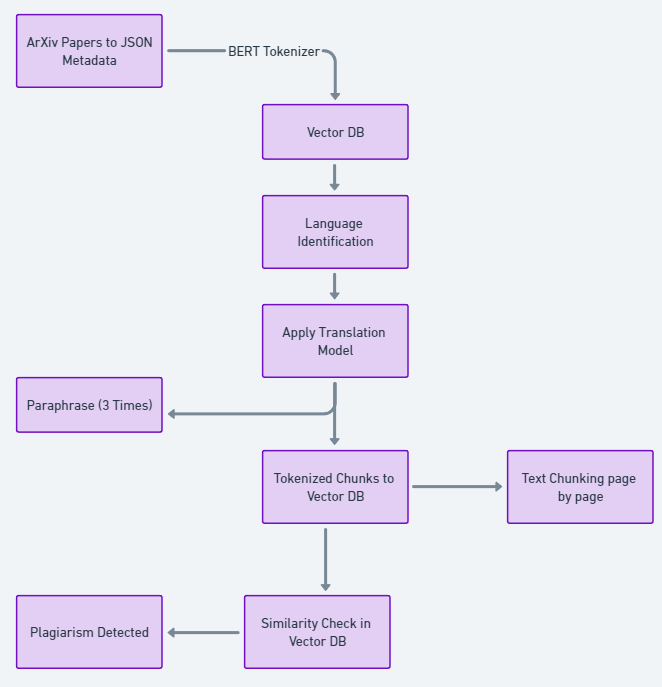 ArXiv Papers to JSON
Metadata
BERT Tokenizer
Vector DB
Language
Identification
Apply Translation
Model
Paraphrase (3 Times)
Tokenized Chunks to
Vector DB
Text Chunking page
by page
Similarity Check in
Vector DB
Plagiarism Detected